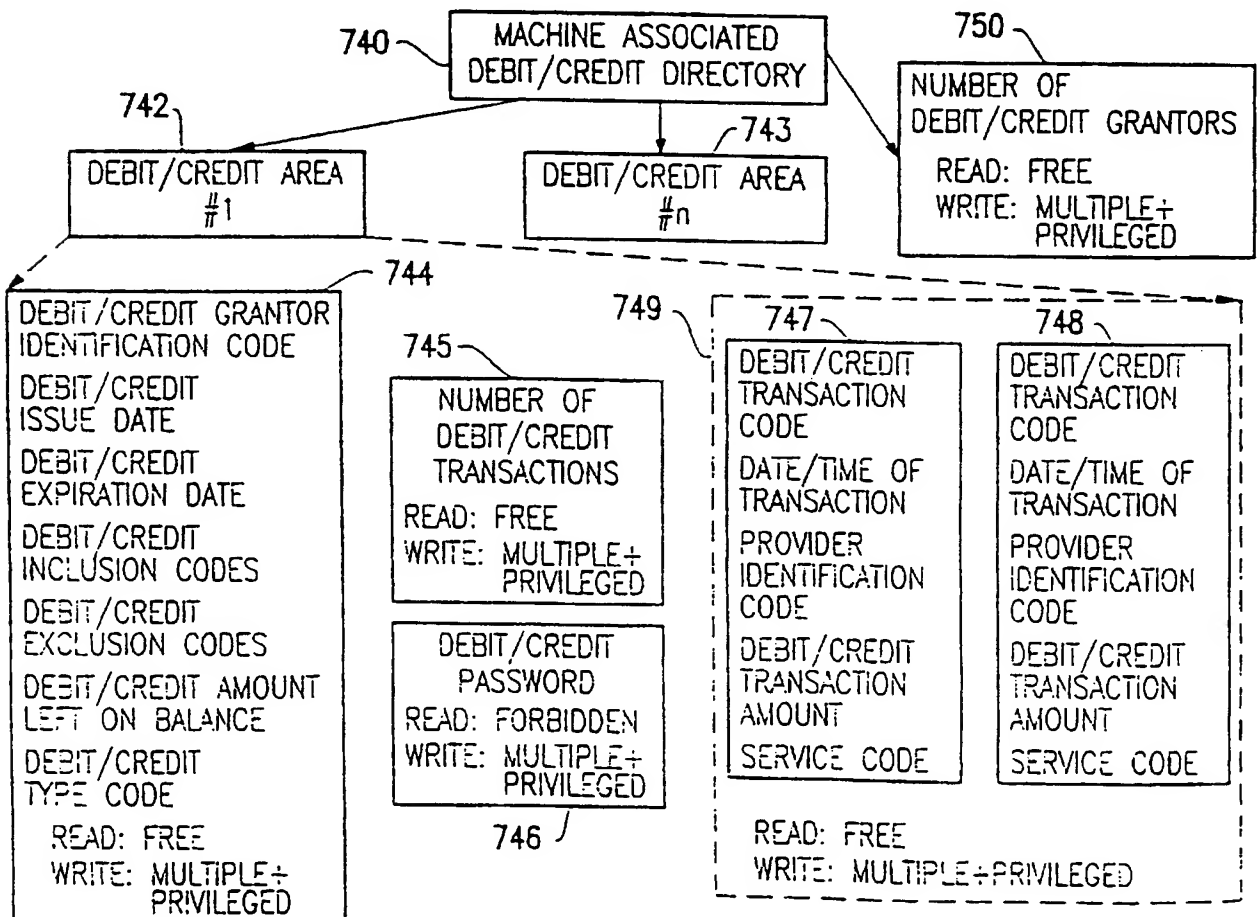 740
MACHINE ASSOCIATED
DEBIT/CREDIT DIRECTORY
750
NUMBER OF
DEBIT/CREDIT GRANTORS
READ: FREE
WRITE: MULTIPLE+
PRIVILEGED
742
DEBIT/CREDIT AREA
#1
743
DEBIT/CREDIT AREA
#n
744
DEBIT/CREDIT GRANTOR
IDENTIFICATION CODE
DEBIT/CREDIT
ISSUE DATE
DEBIT/CREDIT
EXPIRATION DATE
DEBIT/CREDIT
INCLUSION CODES
DEBIT/CREDIT
EXCLUSION CODES
DEBIT/CREDIT AMOUNT
LEFT ON BALANCE
DEBIT/CREDIT
TYPE CODE
READ: FREE
WRITE: MULTIPLE+
PRIVILEGED
745
NUMBER OF
DEBIT/CREDIT
TRANSACTIONS
READ: FREE
WRITE: MULTIPLE+
PRIVILEGED
DEBIT/CREDIT
PASSWORD
READ: FORBIDDEN
WRITE: MULTIPLE+
PRIVILEGED
746
749
747
DEBIT/CREDIT
TRANSACTION
CODE
DATE/TIME OF
TRANSACTION
PROVIDER
IDENTIFICATION
CODE
DEBIT/CREDIT
TRANSACTION
AMOUNT
SERVICE CODE
748
DEBIT/CREDIT
TRANSACTION
CODE
DATE/TIME OF
TRANSACTION
PROVIDER
IDENTIFICATION
CODE
DEBIT/CREDIT
TRANSACTION
AMOUNT
SERVICE CODE
READ: FREE
WRITE: MULTIPLE+PRIVILEGED